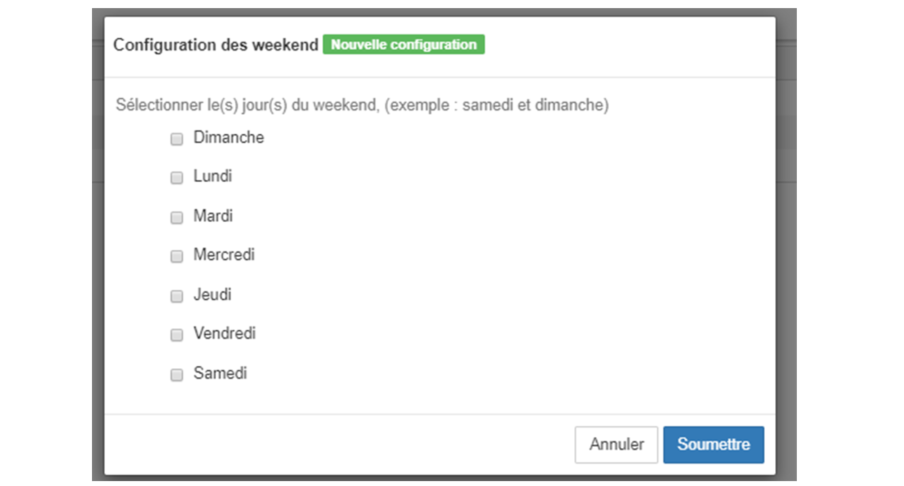 Configuration des weekend Nouvelle configuration
Sélectionner le(s) jour(s) du weekend, (exemple : samedi et dimanche)
Dimanche
Lundi
Mardi
Mercredi
Jeudi
Vendredi
Samedi
Annuler Soumettre